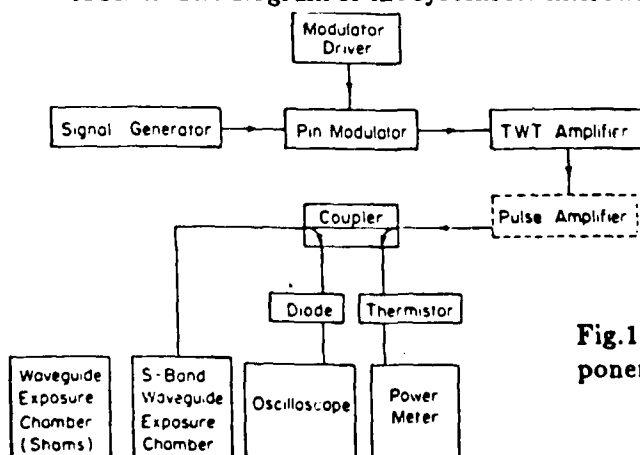 Modulator
Driver
Signal Generator
Pin Modulator
TWT Amplifier
Coupler
Pulse Amplifier
Diode
Thermistor
Fig.1
ponen
Waveguide
Exposure
Chamber
(Shams)
S-Band
Waveguide
Exposure
Chamber
Oscilloscope
Power
Meter